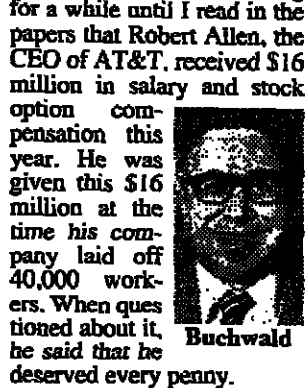 for a while until I read in the
papers that Robert Allen, the
CEO of AT&T, received $16
million in salary and stock
option com-
pensation this
year. He was
given this $16
million at the
time his com-
pany laid off
40,000 work-
ers. When ques
tioned about it,
he said that he
deserved every penny.
Buchwald